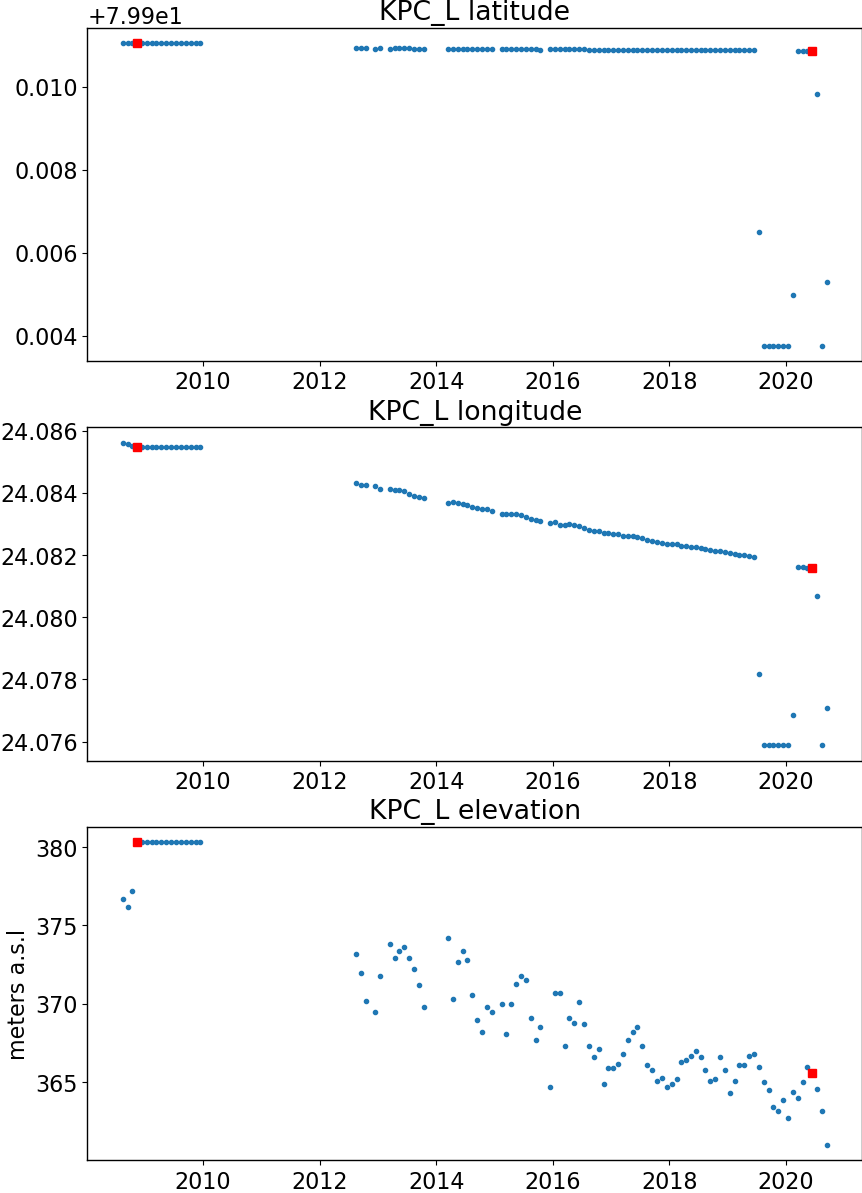 KPC_L latitude
+7.99e1
0.010
0.008
0.006
0.004
2010 2012 2014 2016 2018 2020
KPC_L longitude
24.086
24.084
24.082
24.080
24.078
24.076
2010 2012 2014 2016 2018 2020
KPC_L elevation
meters a.s.l
380
375
370
365
2010 2012 2014 2016 2018 2020